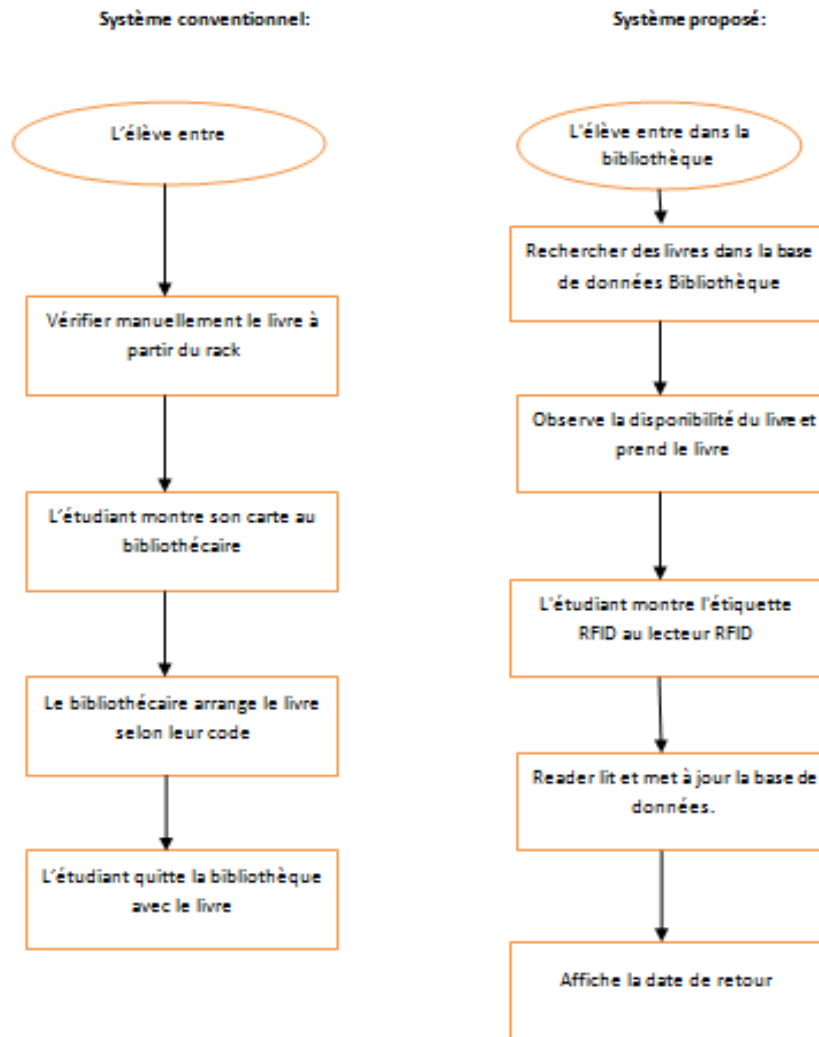 Système conventionnel:
L'élève entre
Vérifier manuellement le livre à
partir du rack
L'étudiant montre son carte au
bibliothécaire
Le bibliothécaire arrange le livre
selon leur code
L'étudiant quitte la bibliothèque
avec le livre
Système proposé:
L'élève entre dans la
bibliothèque
Rechercher des livres dans la base
de données Bibliothèque
Observe la disponibilité du livre et
prend le livre
L'étudiant montre l'étiquette
RFID au lecteur RFID
Reader lit et met à jour la base de
données.
Affiche la date de retour